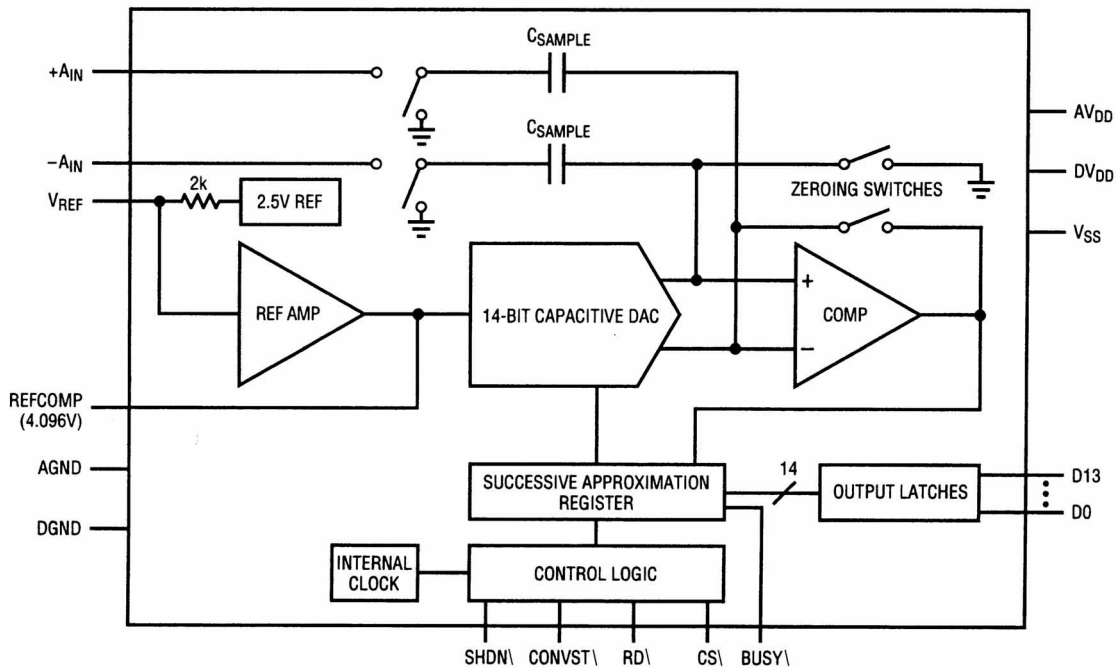 CSAMPLE
+AIN
AVDD
CSAMPLE
-AIN
DVDD
2k
ZEROING SWITCHES
VREF
2.5V REF
VSS
REF AMP
14-BIT CAPACITIVE DAC
+
COMP
−
REFCOMP
(4.096V)
AGND
SUCCESSIVE APPROXIMATION
REGISTER
14
OUTPUT LATCHES
D13
D0
DGND
INTERNAL
CLOCK
CONTROL LOGIC
SHDN\ CONVST\ RD\ CS\ BUSY\